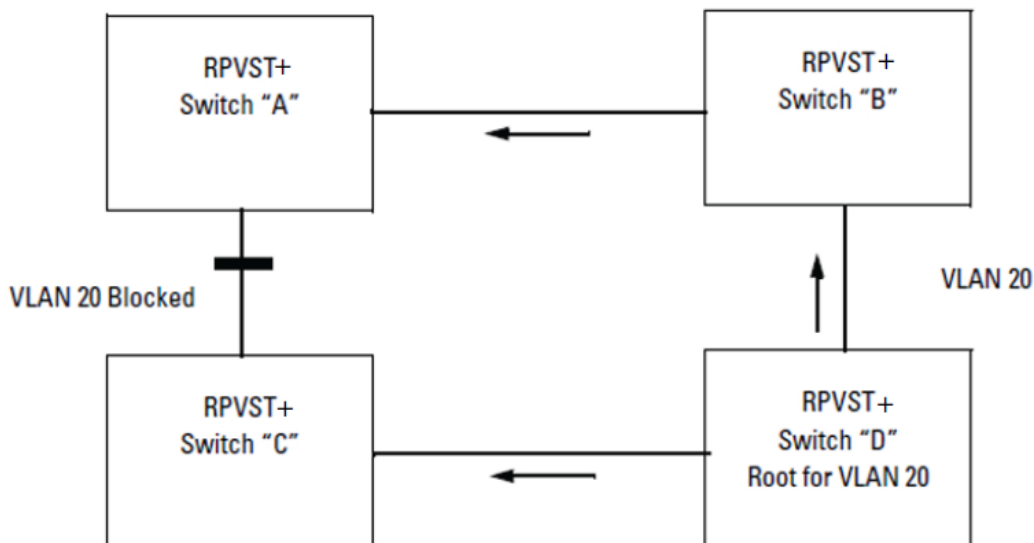 RPVST+
Switch “A”
RPVST+
Switch “B”
VLAN 20 Blocked
VLAN 20
RPVST+
Switch “C”
RPVST+
Switch “D”
Root for VLAN 20